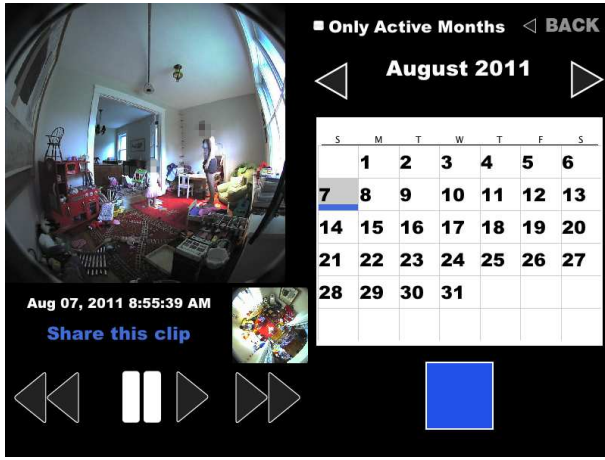 Only Active Months
BACK
August 2011
S M T W T F S
1 2 3 4 5 6
7 8 9 10 11 12 13
14 15 16 17 18 19 20
21 22 23 24 25 26 27
28 29 30 31
Aug 07, 2011 8:55:39 AM
Share this clip